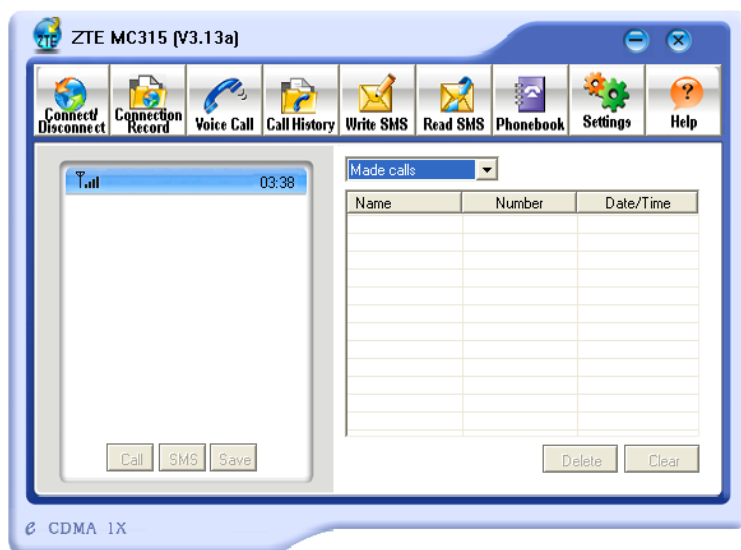 ZTE MC315 (V3.13a)
Connect/ Disconnect Connection Record Voice Call Call History Write SMS Read SMS Phonebook Settings Help
03:38
Made calls
Name Number Date/Time
Call SMS Save
Delete Clear
e CDMA 1X